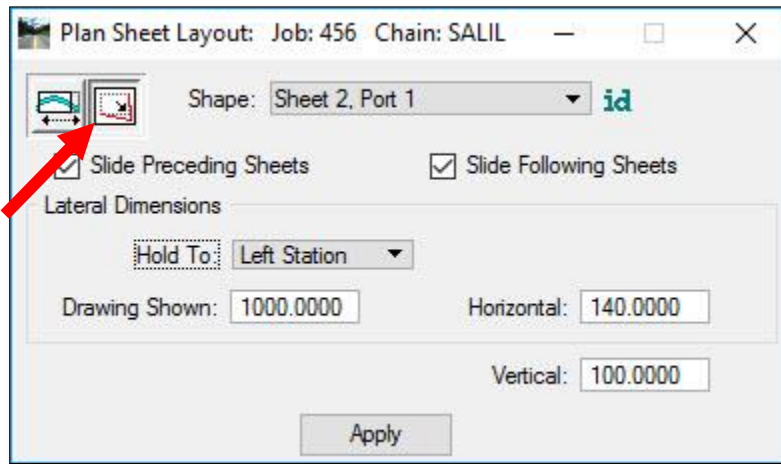 Plan Sheet Layout: Job: 456 Chain: SALIL
Shape: Sheet 2, Port 1 id
Slide Preceding Sheets Slide Following Sheets
Lateral Dimensions
Hold To: Left Station
Drawing Shown: 1000.0000 Horizontal: 140.0000
Vertical: 100.0000
Apply